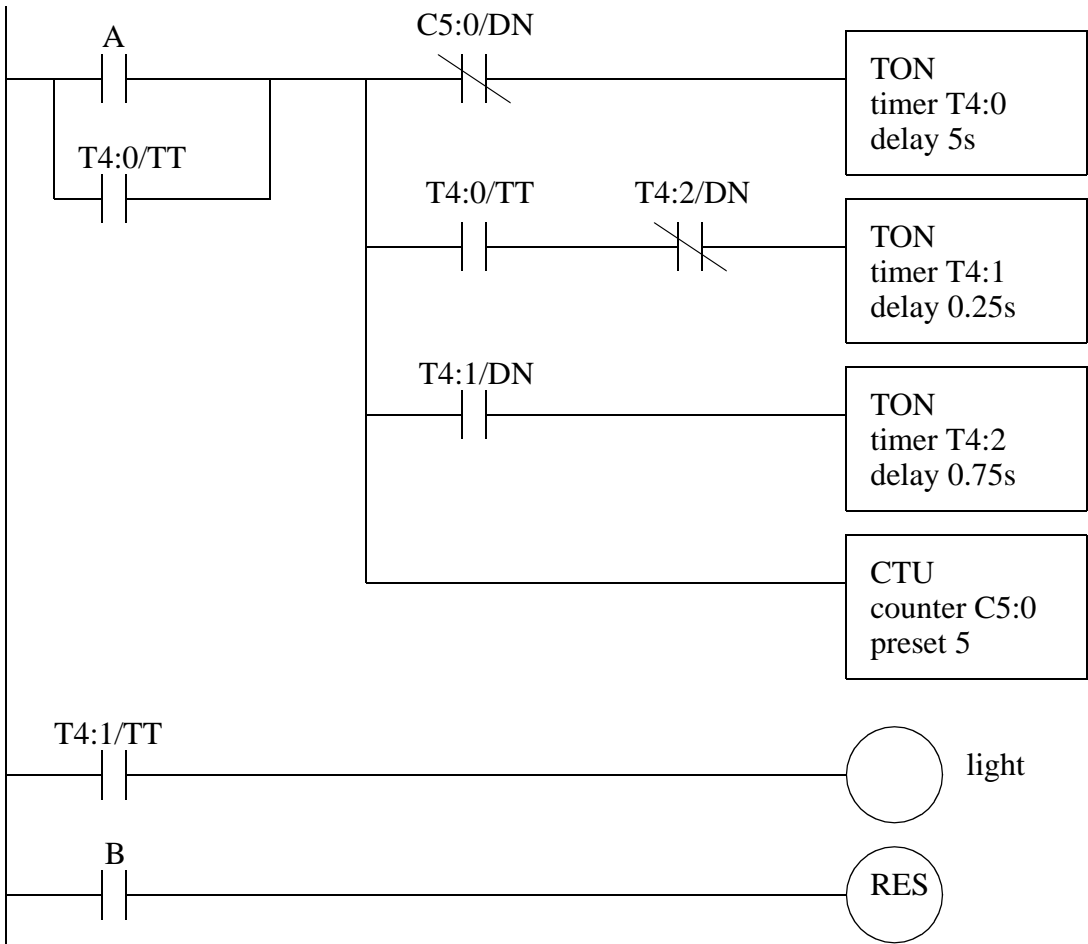 A
C5:0/DN
TON
timer T4:0
delay 5s
T4:0/TT
T4:0/TT
T4:2/DN
TON
timer T4:1
delay 0.25s
T4:1/DN
TON
timer T4:2
delay 0.75s
CTU
counter C5:0
preset 5
T4:1/TT
light
B
RES